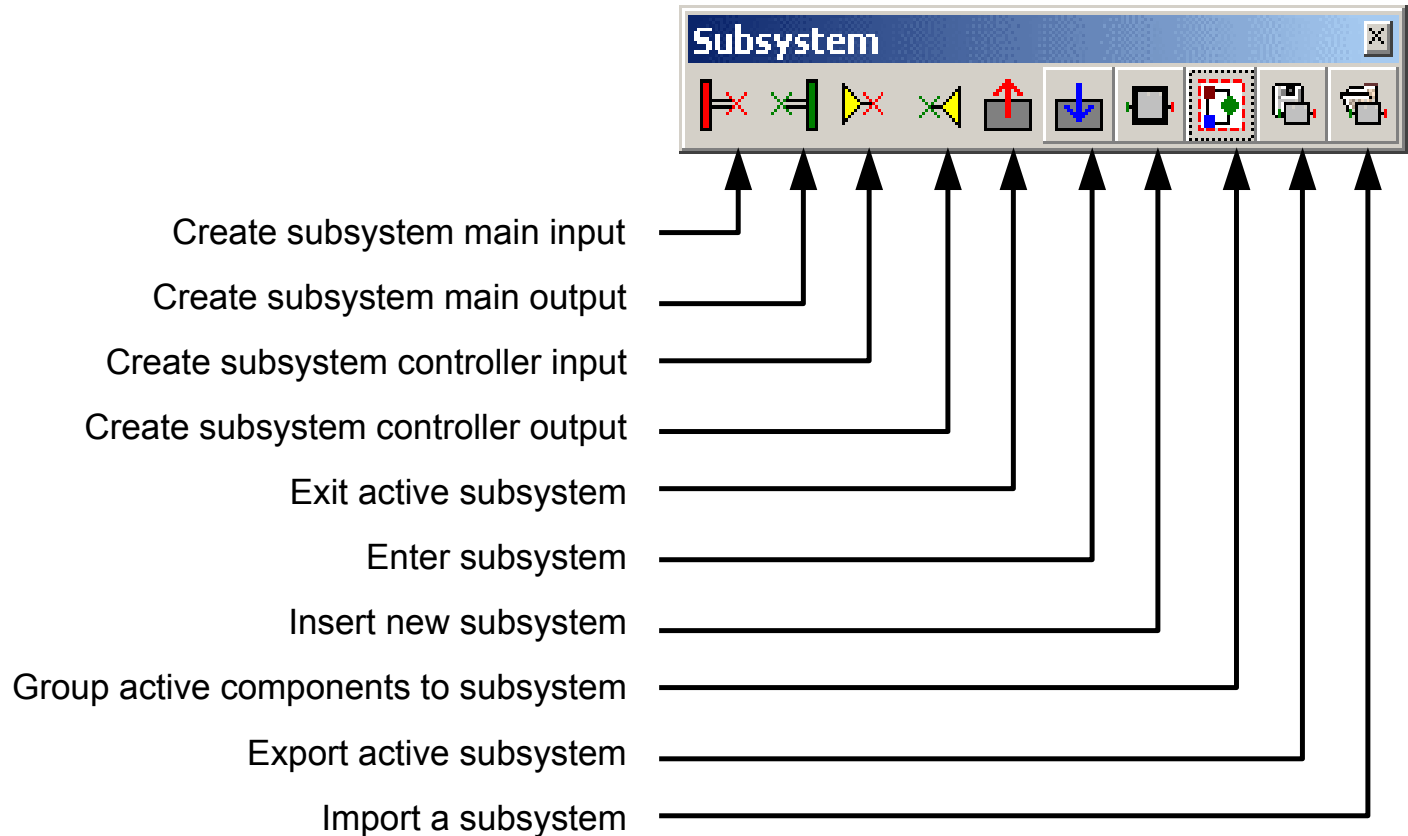 Subsystem
Create subsystem main input
Create subsystem main output
Create subsystem controller input
Create subsystem controller output
Exit active subsystem
Enter subsystem
Insert new subsystem
Group active components to subsystem
Export active subsystem
Import a subsystem